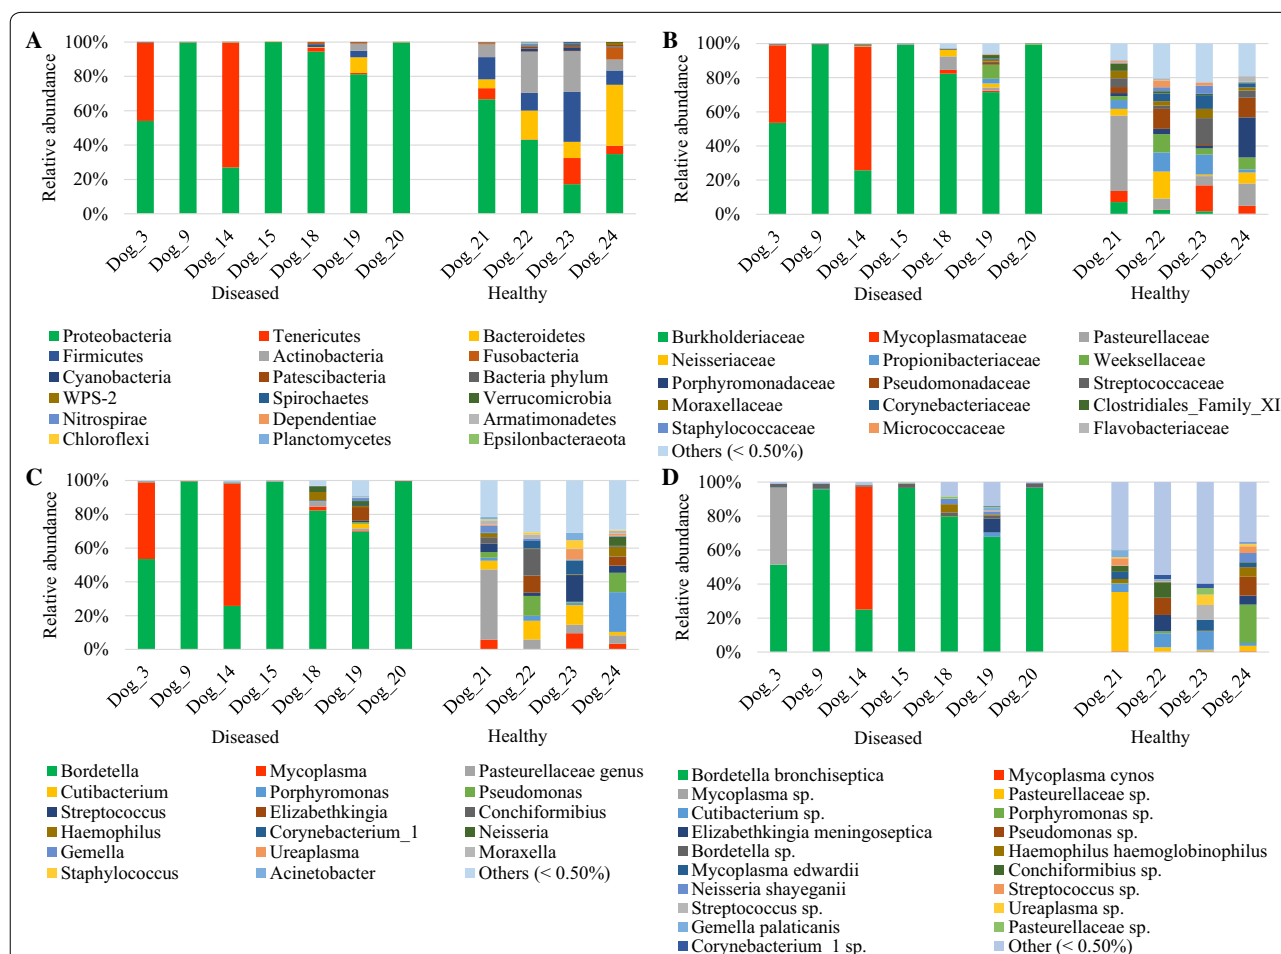 A
Relative abundance
100%
80%
60%
40%
20%
0%
Dog_3 Dog_9 Dog_14 Dog_15 Dog_18 Dog_19 Dog_20 Dog_21 Dog_22 Dog_23 Dog_24
Diseased Healthy
Proteobacteria Tenericutes Bacteroidetes
Firmicutes Actinobacteria Fusobacteria
Cyanobacteria Patescibacteria Bacteria phylum
WPS-2 Spirochaetes Verrucomicrobia
Nitrospirae Dependentiae Armatimonadetes
Chloroflexi Planctomycetes Epsilonbacteraeota
B
Relative abundance
100%
80%
60%
40%
20%
0%
Dog_3 Dog_9 Dog_14 Dog_15 Dog_18 Dog_19 Dog_20 Dog_21 Dog_22 Dog_23 Dog_24
Diseased Healthy
Burkholderiaceae Mycoplasmataceae Pasteurellaceae
Neisseriaceae Propionibacteriaceae Weeksellaceae
Porphyromonadaceae Pseudomonadaceae Streptococcaceae
Moraxellaceae Corynebacteriaceae Clostridiales_Family_XI
Staphylococcaceae Micrococcaceae Flavobacteriaceae
Others (< 0.50%)
C
Relative abundance
100%
80%
60%
40%
20%
0%
Dog_3 Dog_9 Dog_14 Dog_15 Dog_18 Dog_19 Dog_20 Dog_21 Dog_22 Dog_23 Dog_24
Diseased Healthy
Bordetella Mycoplasma Pasteurellaceae genus
Cutibacterium Porphyromonas Pseudomonas
Streptococcus Elizabethkingia Conchiformibius
Haemophilus Corynebacterium_1 Neisseria
Gemella Ureaplasma Moraxella
Staphylococcus Acinetobacter Others (< 0.50%)
D
Relative abundance
100%
80%
60%
40%
20%
0%
Dog_3 Dog_9 Dog_14 Dog_15 Dog_18 Dog_19 Dog_20 Dog_21 Dog_22 Dog_23 Dog_24
Diseased Healthy
Bordetella bronchiseptica Mycoplasma cynos
Mycoplasma sp. Pasteurellaceae sp.
Cutibacterium sp. Porphyromonas sp.
Elizabethkingia meningoseptica Pseudomonas sp.
Bordetella sp. Haemophilus haemoglobinophilus
Mycoplasma edwardii Conchiformibius sp.
Neisseria shayeganii Streptococcus sp.
Streptococcus sp. Ureaplasma sp.
Gemella palaticanis Pasteurellaceae sp.
Corynebacterium_1 sp. Other (< 0.50%)